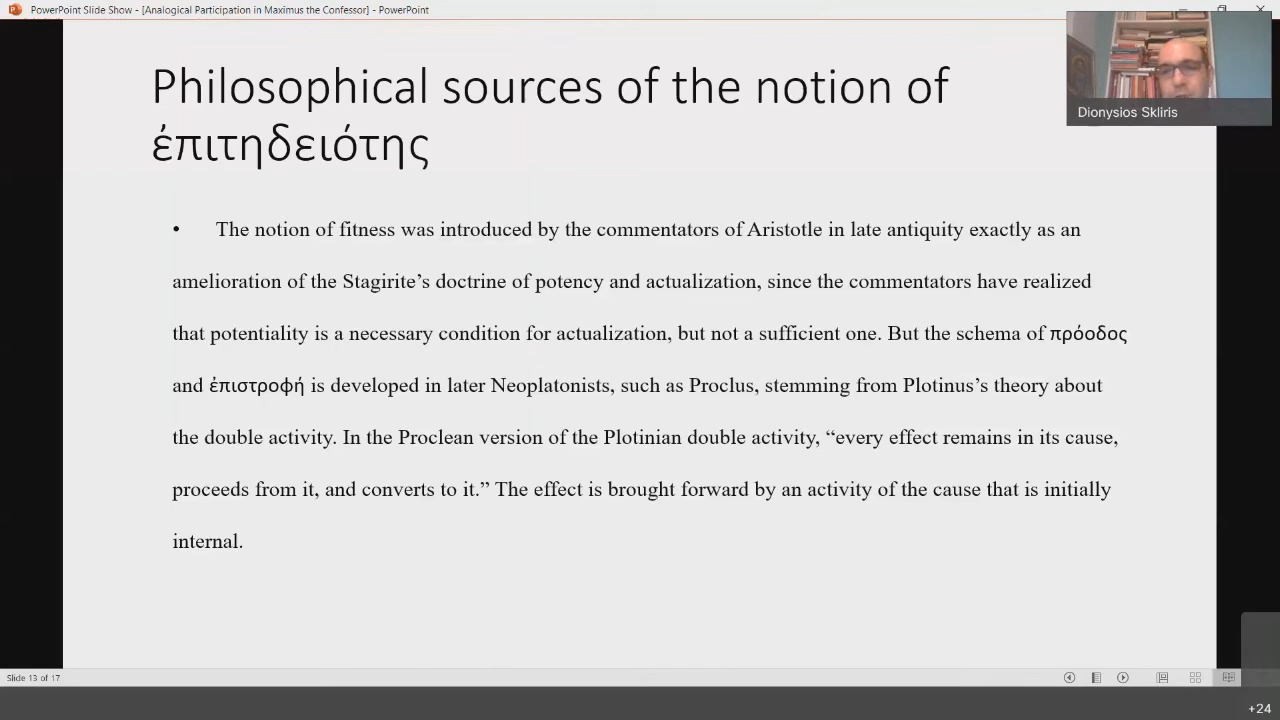 PowerPoint Slide Show - [Analogical Participation in Maximus the Confessor] - PowerPoint
Dionysios Skliris
Philosophical sources of the notion of
ἐπιτηδειότης
• The notion of fitness was introduced by the commentators of Aristotle in late antiquity exactly as an
amelioration of the Stagirite’s doctrine of potency and actualization, since the commentators have realized
that potentiality is a necessary condition for actualization, but not a sufficient one. But the schema of πρόοδος
and ἐπιστροφή is developed in later Neoplatonists, such as Proclus, stemming from Plotinus’s theory about
the double activity. In the Proclean version of the Plotinian double activity, “every effect remains in its cause,
proceeds from it, and converts to it.” The effect is brought forward by an activity of the cause that is initially
internal.
Slide 13 of 17
+24